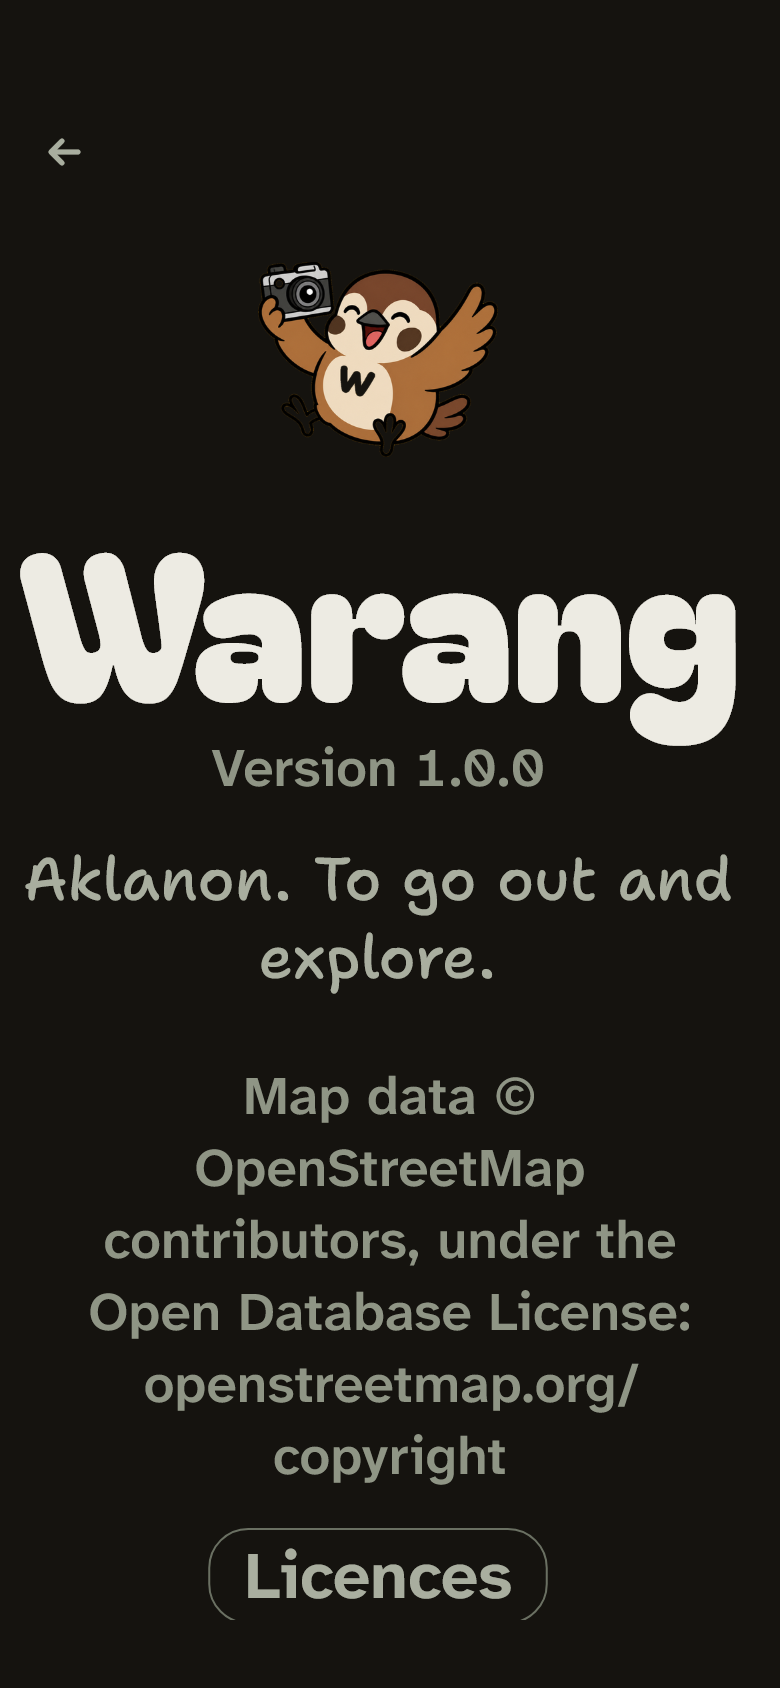 W
Warang
Version 1.0.0
Aklanon. To go out and
explore.
Map data ©
OpenStreetMap
contributors, under the
Open Database License:
openstreetmap.org/
copyright
Licences